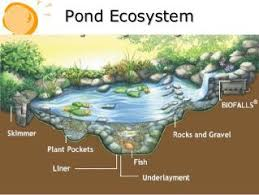 Pond Ecosystem
BIOFALLS®
Skimmer
Rocks and Gravel
Plant Pockets
Fish
Liner
Underlayment